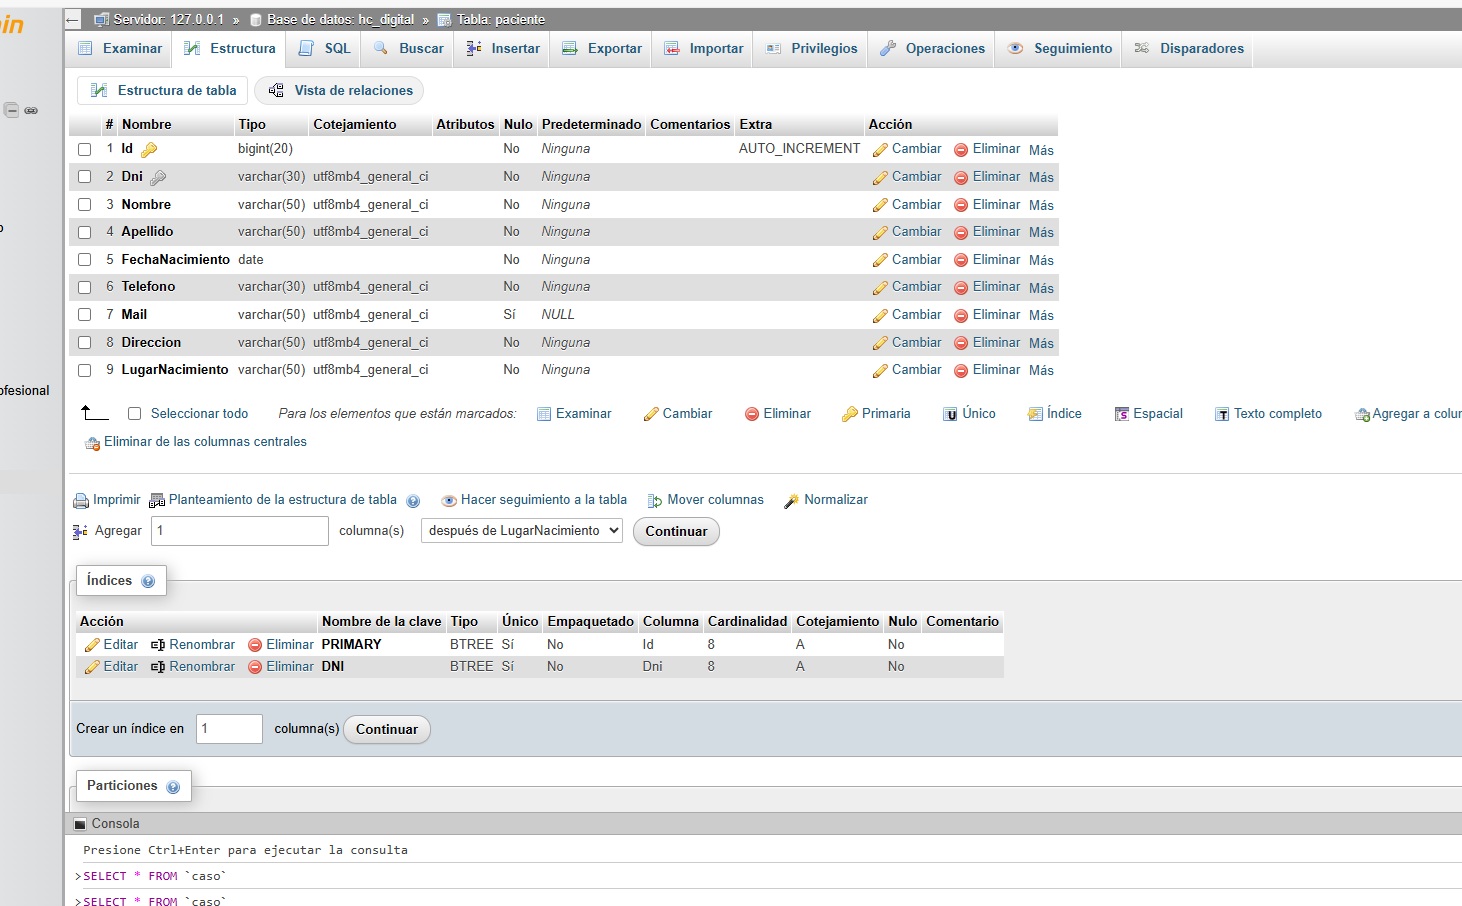 in
Servidor: 127.0.0.1 » Base de datos: hc_digital » Tabla: paciente
Examinar Estructura SQL Buscar Insertar Exportar Importar Privilegios Operaciones Seguimiento Disparadores
Estructura de tabla Vista de relaciones
# Nombre Tipo Cotejamiento Atributos Nulo Predeterminado Comentarios Extra Acción
1 Id bigint(20) No Ninguna AUTO_INCREMENT Cambiar Eliminar Más
2 Dni varchar(30) utf8mb4_general_ci No Ninguna Cambiar Eliminar Más
3 Nombre varchar(50) utf8mb4_general_ci No Ninguna Cambiar Eliminar Más
4 Apellido varchar(50) utf8mb4_general_ci No Ninguna Cambiar Eliminar Más
5 FechaNacimiento date No Ninguna Cambiar Eliminar Más
6 Telefono varchar(30) utf8mb4_general_ci No Ninguna Cambiar Eliminar Más
7 Mail varchar(50) utf8mb4_general_ci Sí NULL Cambiar Eliminar Más
8 Direccion varchar(50) utf8mb4_general_ci No Ninguna Cambiar Eliminar Más
9 LugarNacimiento varchar(50) utf8mb4_general_ci No Ninguna Cambiar Eliminar Más
ofesional
Seleccionar todo Para los elementos que están marcados: Examinar Cambiar Eliminar Primaria Único Índice Espacial Texto completo Agregar a colur
Eliminar de las columnas centrales
Imprimir Planteamiento de la estructura de tabla Hacer seguimiento a la tabla Mover columnas Normalizar
Agregar 1 columna(s) después de LugarNacimiento Continuar
Índices
Acción Nombre de la clave Tipo Único Empaquetado Columna Cardinalidad Cotejamiento Nulo Comentario
Editar Renombrar Eliminar PRIMARY BTREE Sí No Id 8 A No
Editar Renombrar Eliminar DNI BTREE Sí No Dni 8 A No
Crear un índice en 1 columna(s) Continuar
Particiones
Consola
Presione Ctrl+Enter para ejecutar la consulta
>SELECT * FROM `caso`
>SELECT * FROM `caso`